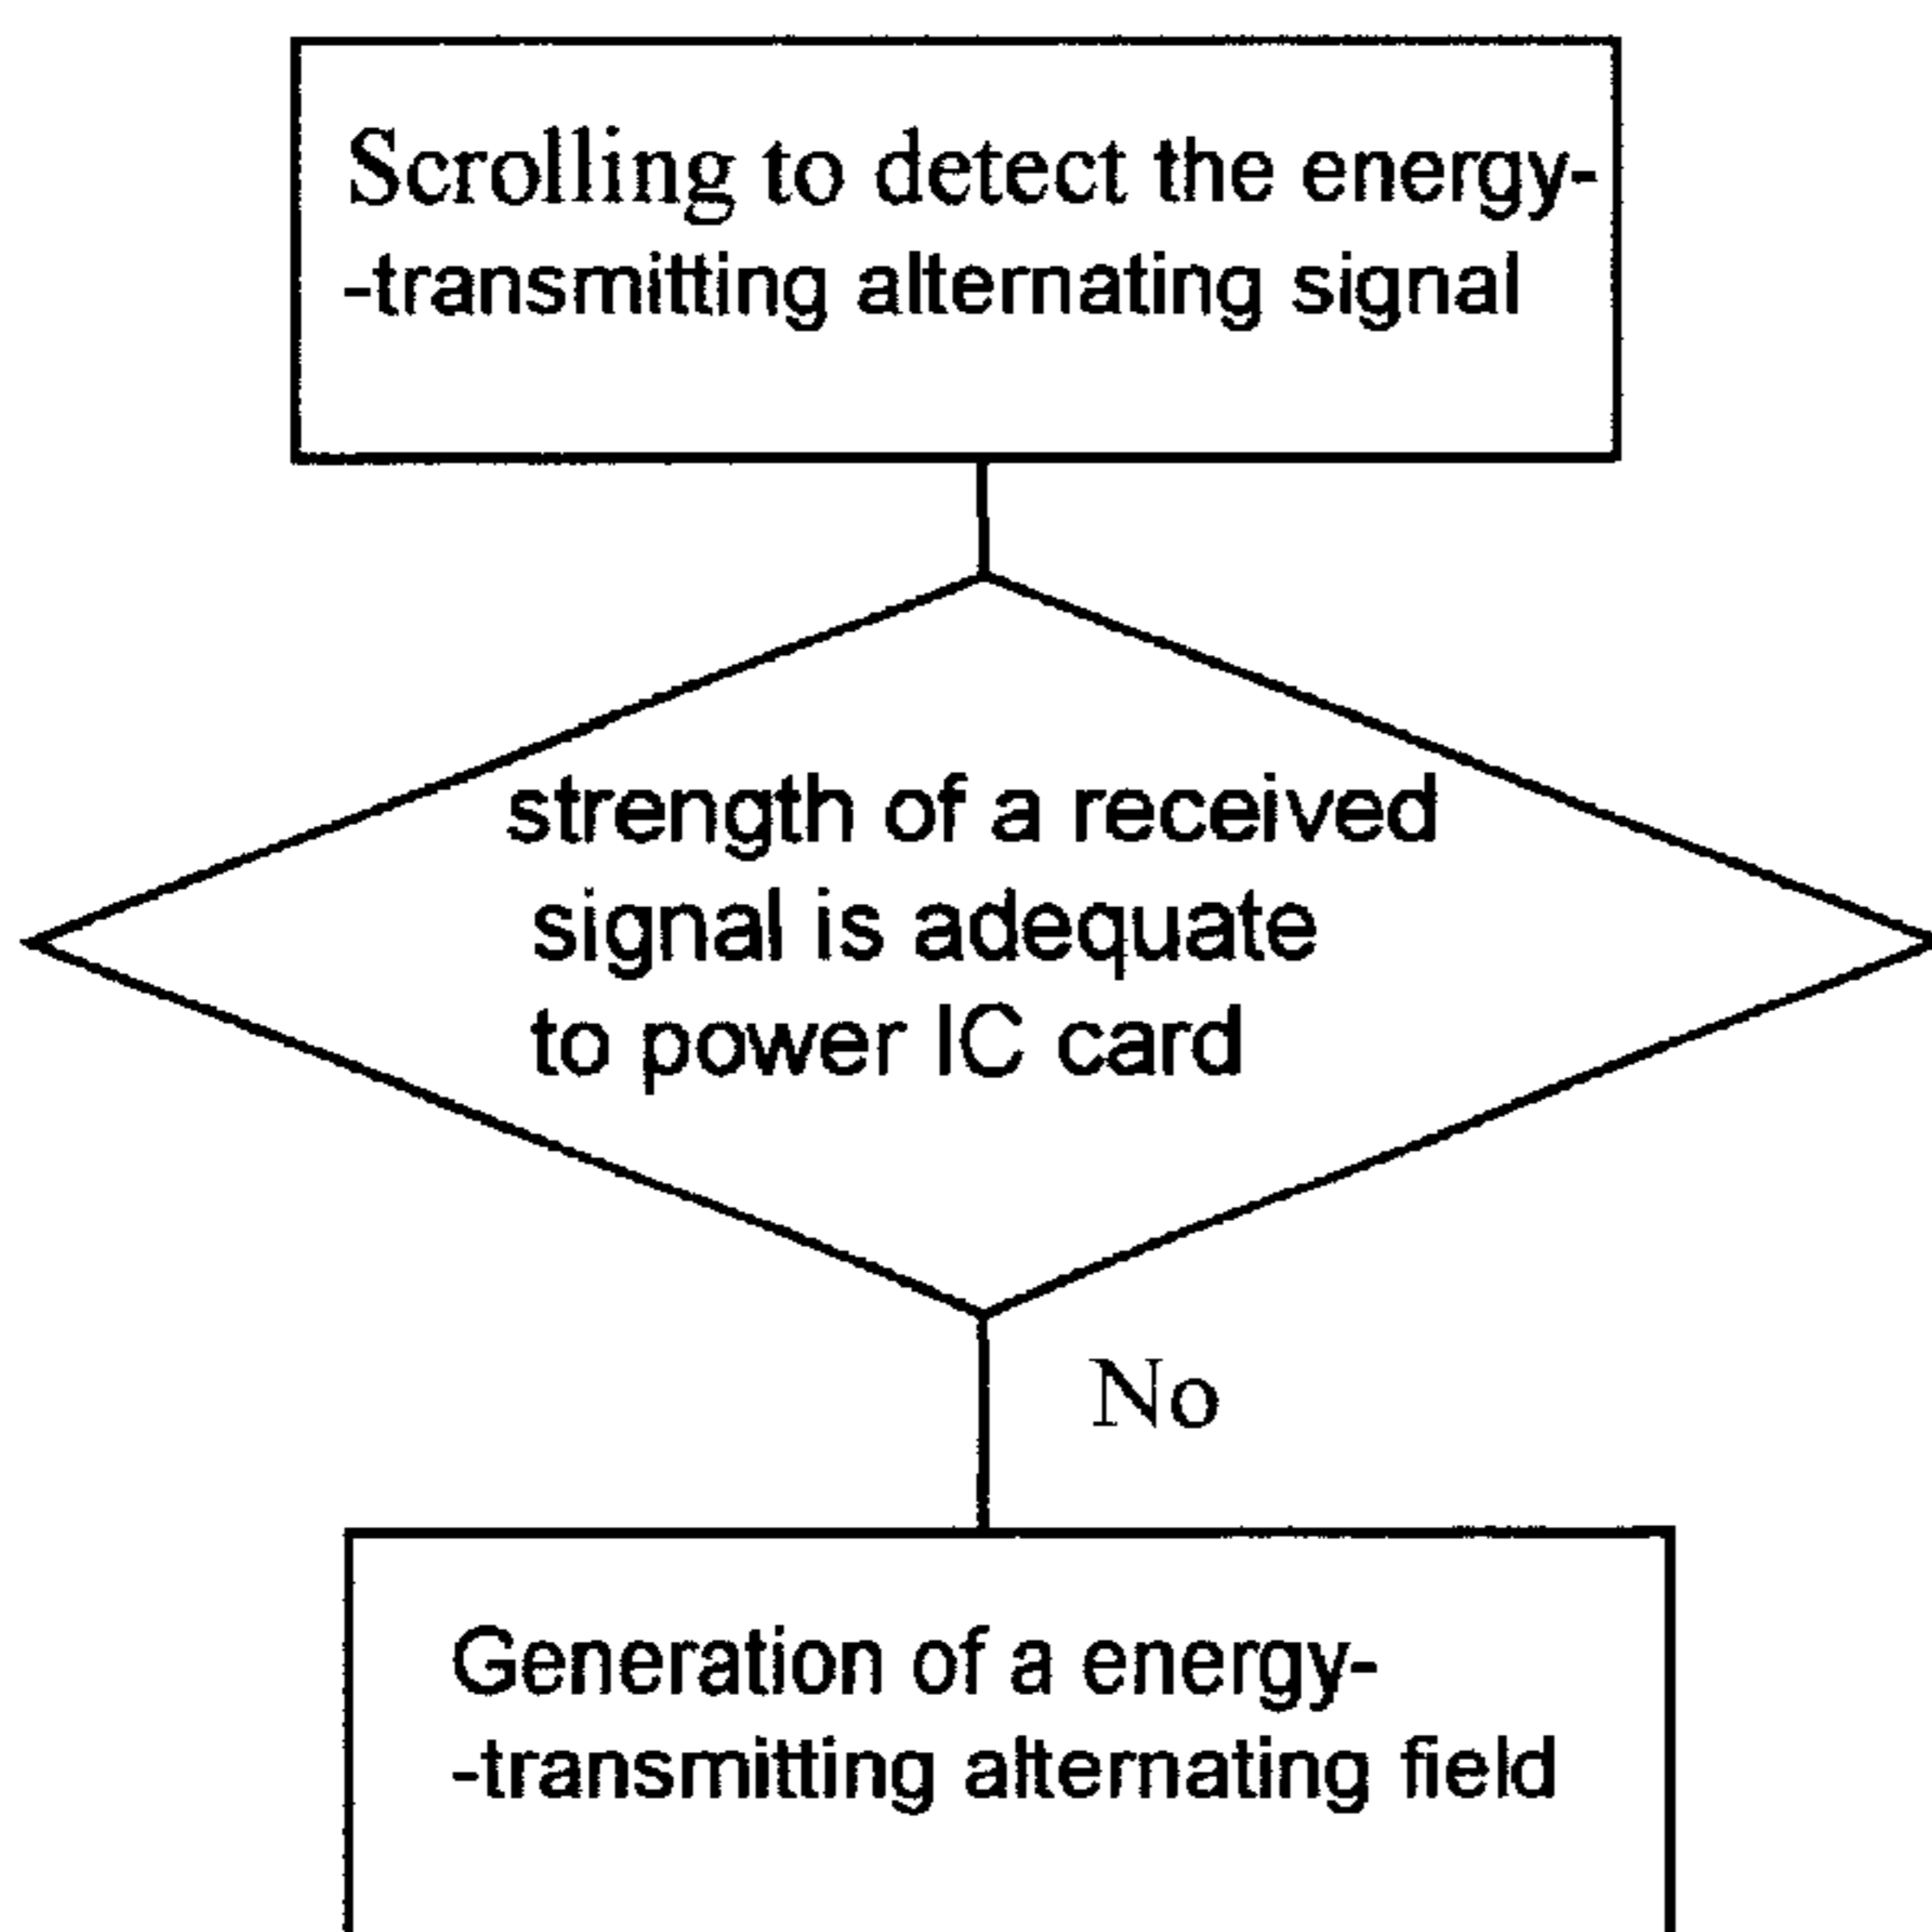 Scrolling to detect the energy-
-transmitting alternating signal
strength of a received
signal is adequate
to power IC card
No
Generation of a energy-
-transmitting alternating field